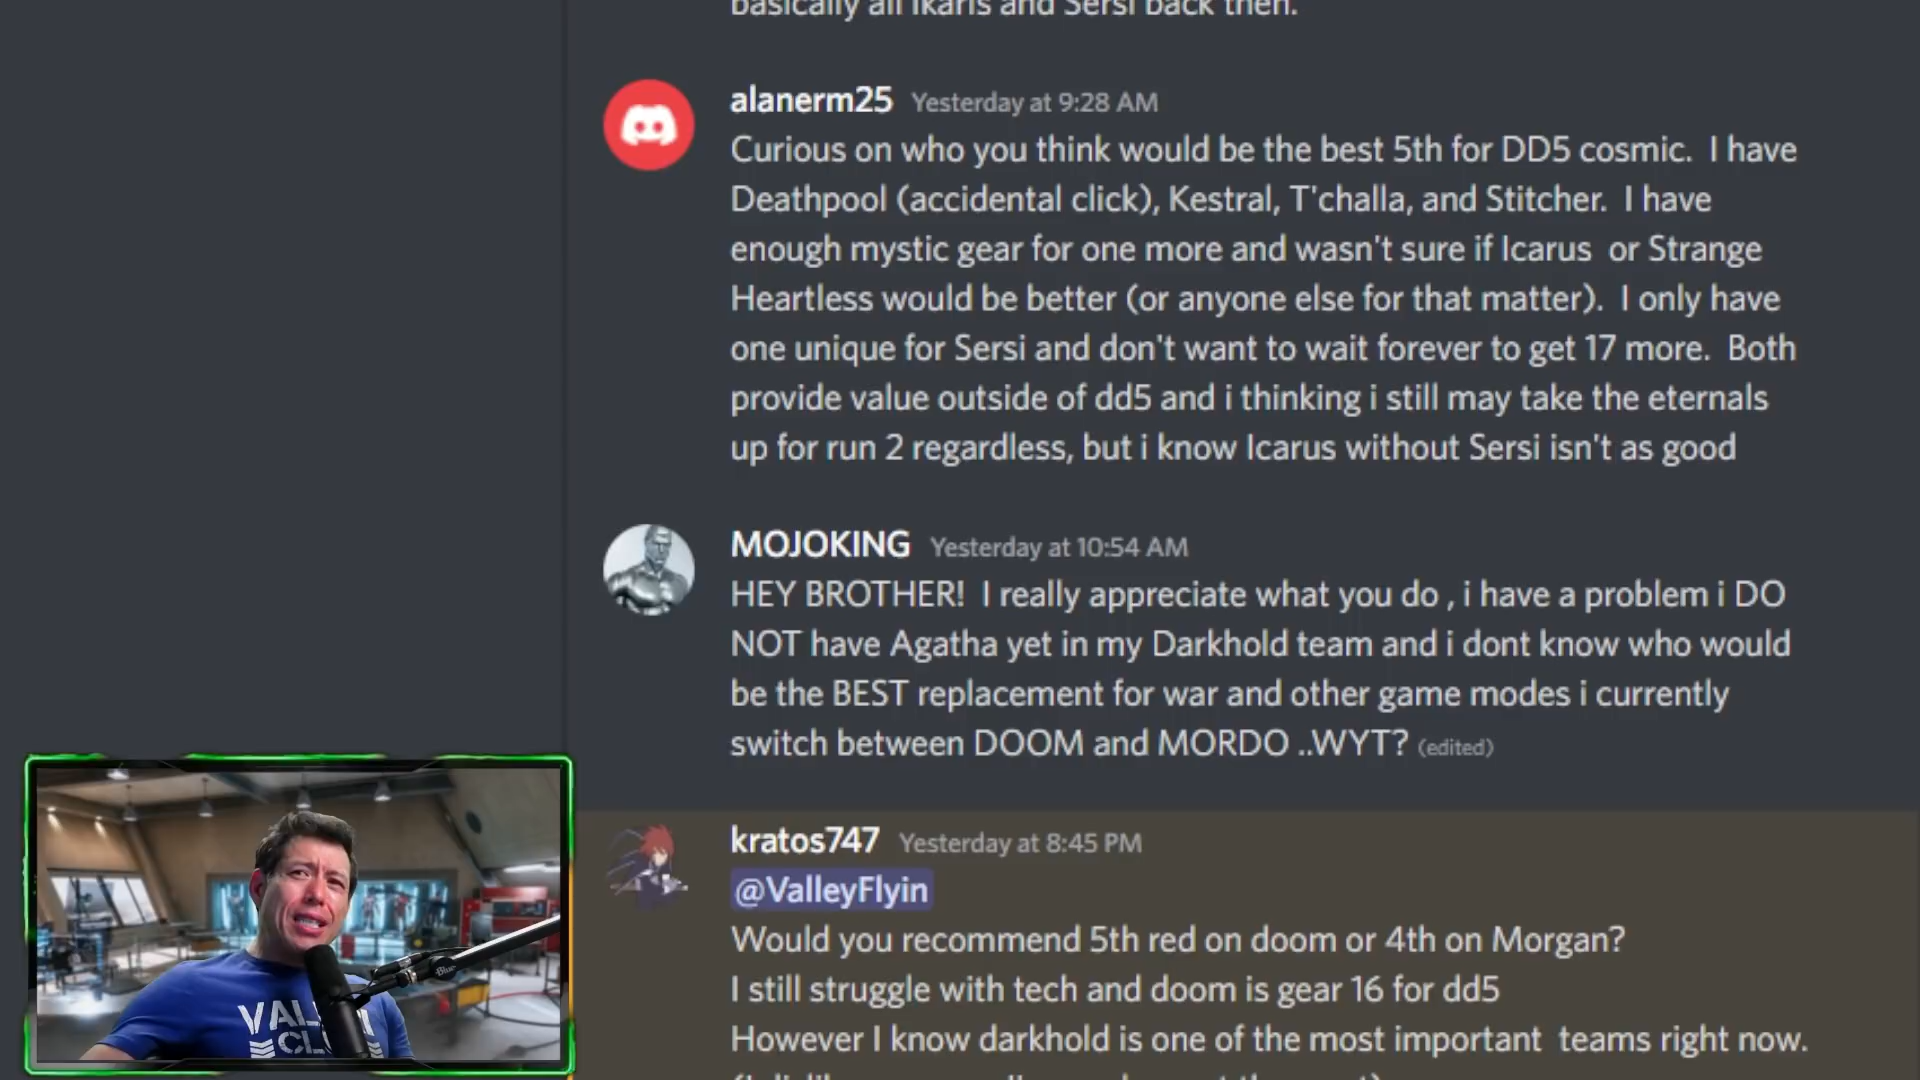 basically all Ikaris and Sersi back then.
alanerm25 Yesterday at 9:28 AM
Curious on who you think would be the best 5th for DD5 cosmic. I have
Deathpool (accidental click), Kestral, T'challa, and Stitcher. I have
enough mystic gear for one more and wasn't sure if Icarus or Strange
Heartless would be better (or anyone else for that matter). I only have
one unique for Sersi and don't want to wait forever to get 17 more. Both
provide value outside of dd5 and i thinking i still may take the eternals
up for run 2 regardless, but i know Icarus without Sersi isn't as good
MOJOKING Yesterday at 10:54 AM
HEY BROTHER! I really appreciate what you do , i have a problem i DO
NOT have Agatha yet in my Darkhold team and i dont know who would
be the BEST replacement for war and other game modes i currently
switch between DOOM and MORDO ..WYT? (edited)
kratos747 Yesterday at 8:45 PM
@ValleyFlyin
Would you recommend 5th red on doom or 4th on Morgan?
I still struggle with tech and doom is gear 16 for dd5
However I know darkhold is one of the most important teams right now.